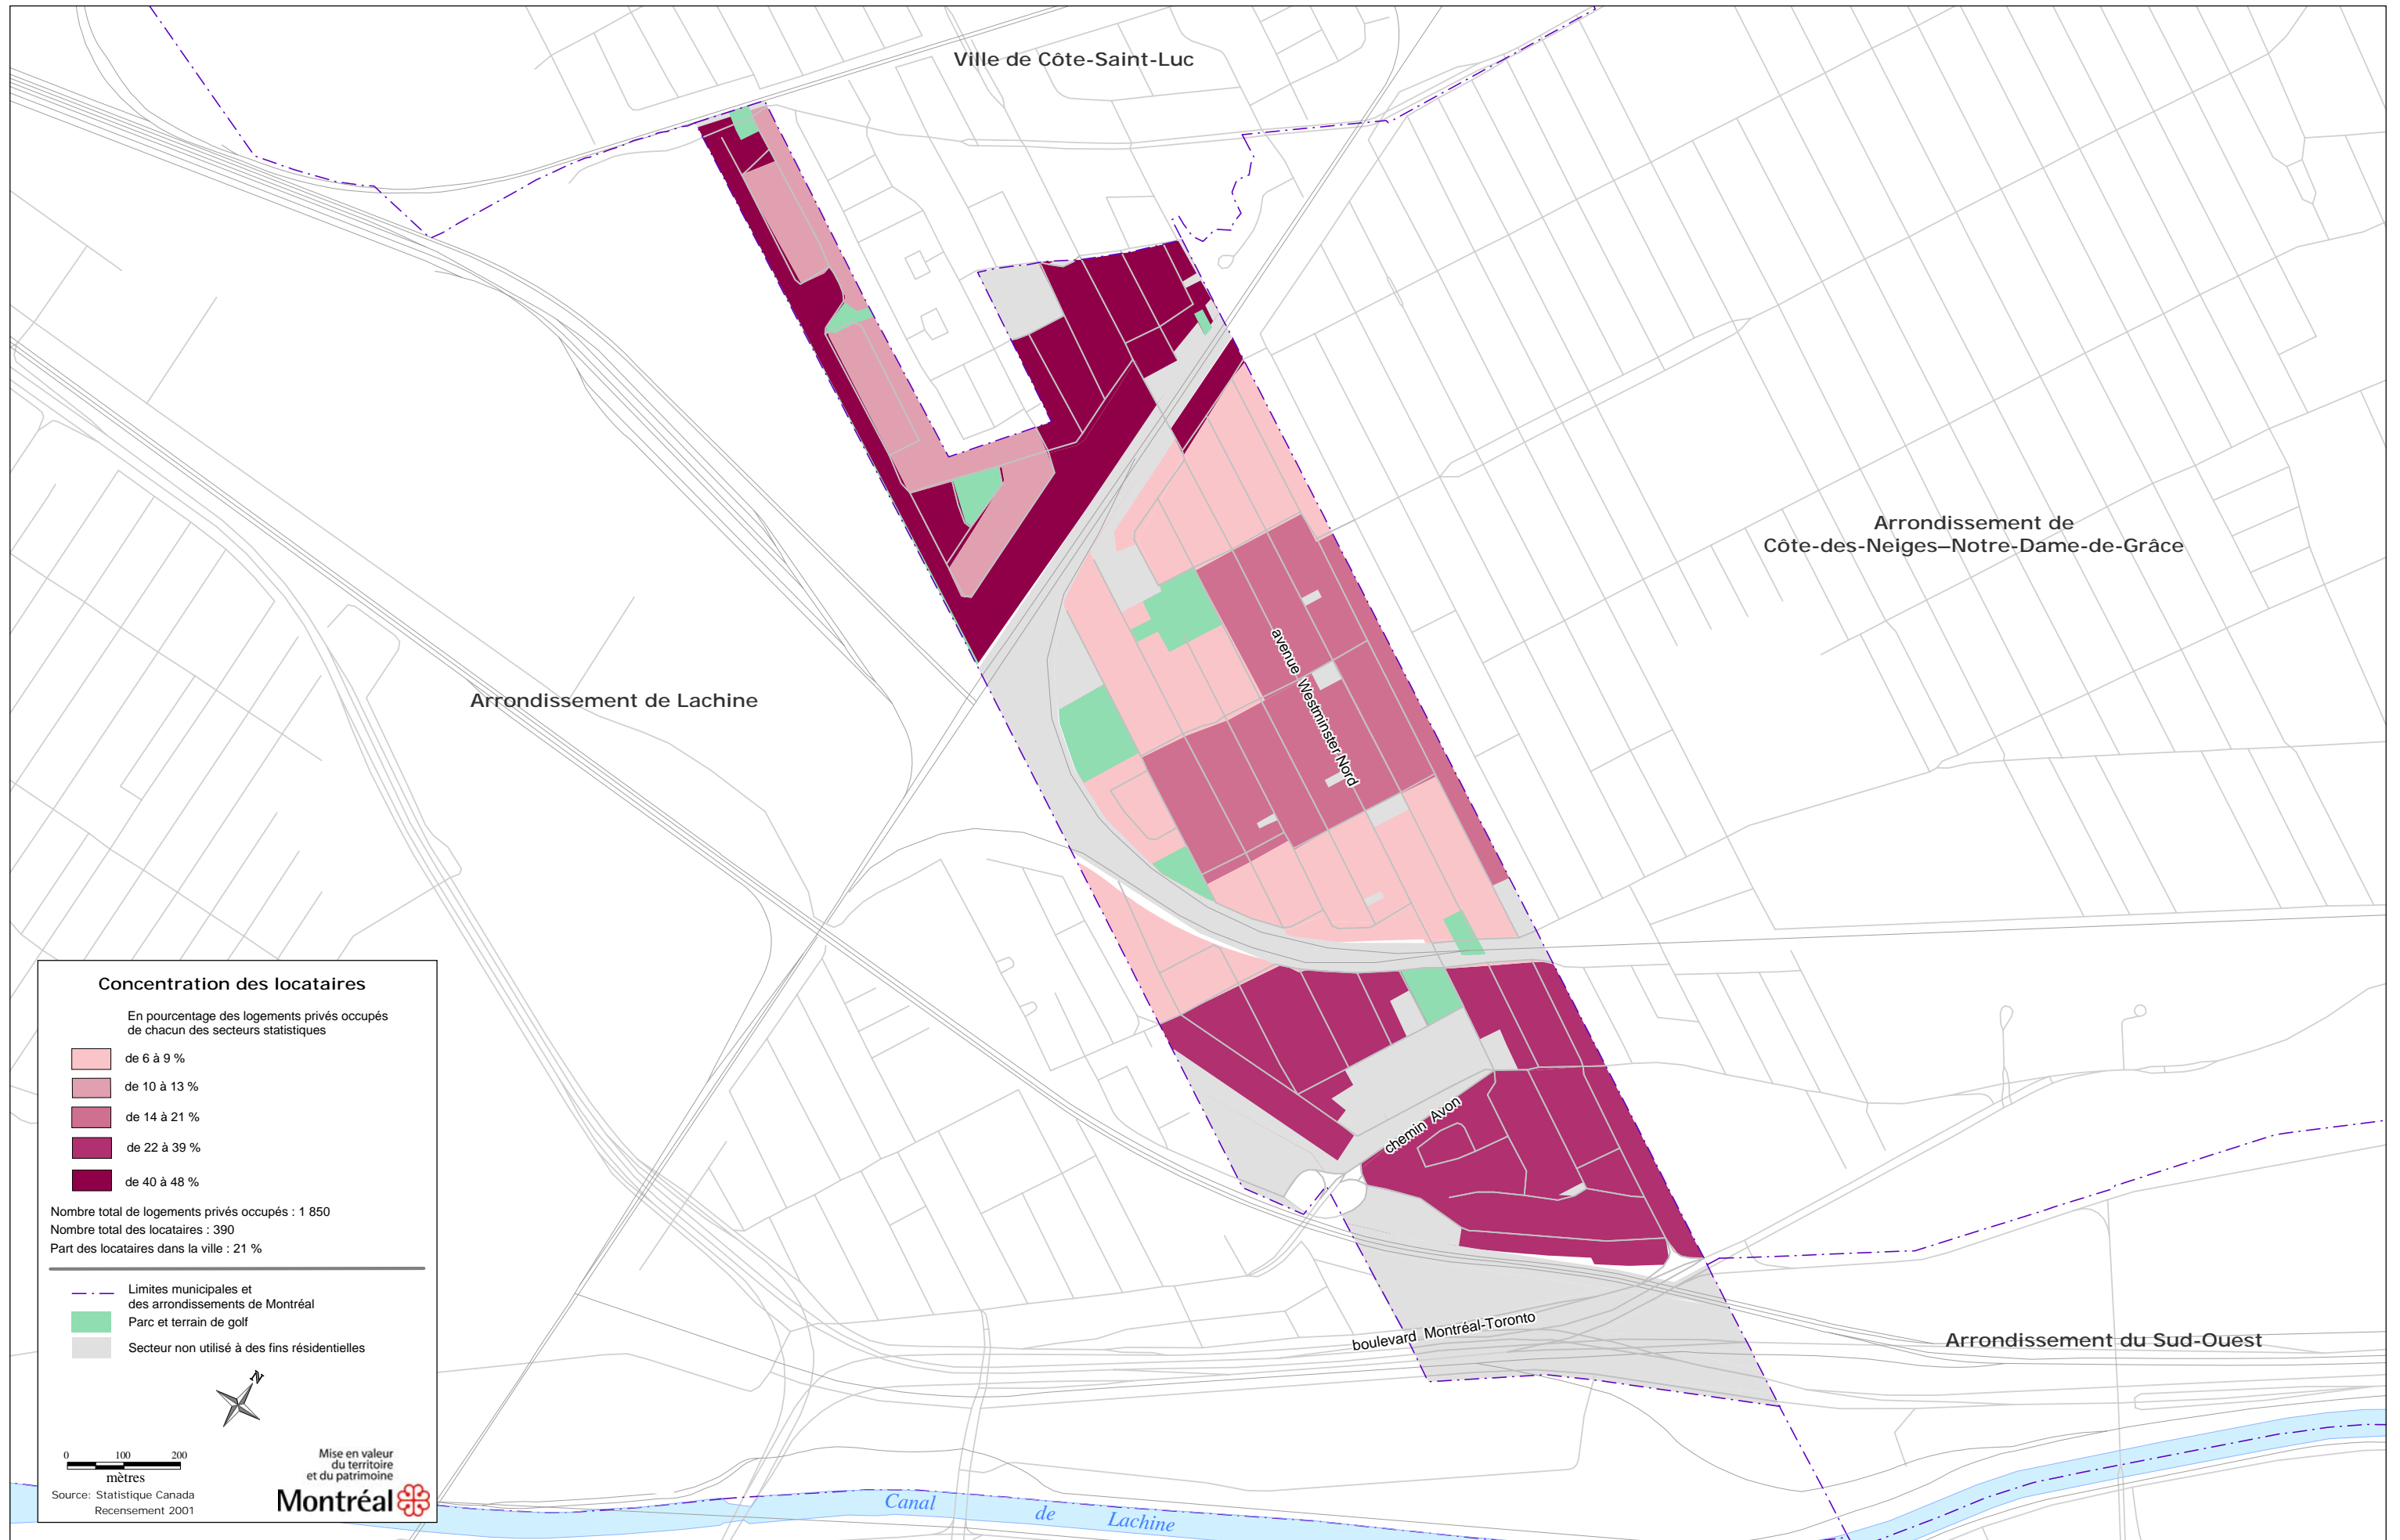 Ville de Côte-Saint-Luc
Arrondissement de
Côte-des-Neiges–Notre-Dame-de-Grâce
Arrondissement de Lachine
avenue Westminster Nord
chemin Avon
boulevard Montréal-Toronto
Arrondissement du Sud-Ouest
Canal de Lachine
Concentration des locataires
En pourcentage des logements privés occupés
de chacun des secteurs statistiques
de 6 à 9 %
de 10 à 13 %
de 14 à 21 %
de 22 à 39 %
de 40 à 48 %
Nombre total de logements privés occupés : 1 850
Nombre total des locataires : 390
Part des locataires dans la ville : 21 %
Limites municipales et
des arrondissements de Montréal
Parc et terrain de golf
Secteur non utilisé à des fins résidentielles
N
0 100 200
mètres
Source: Statistique Canada
Recensement 2001
Mise en valeur
du territoire
et du patrimoine
Montréal